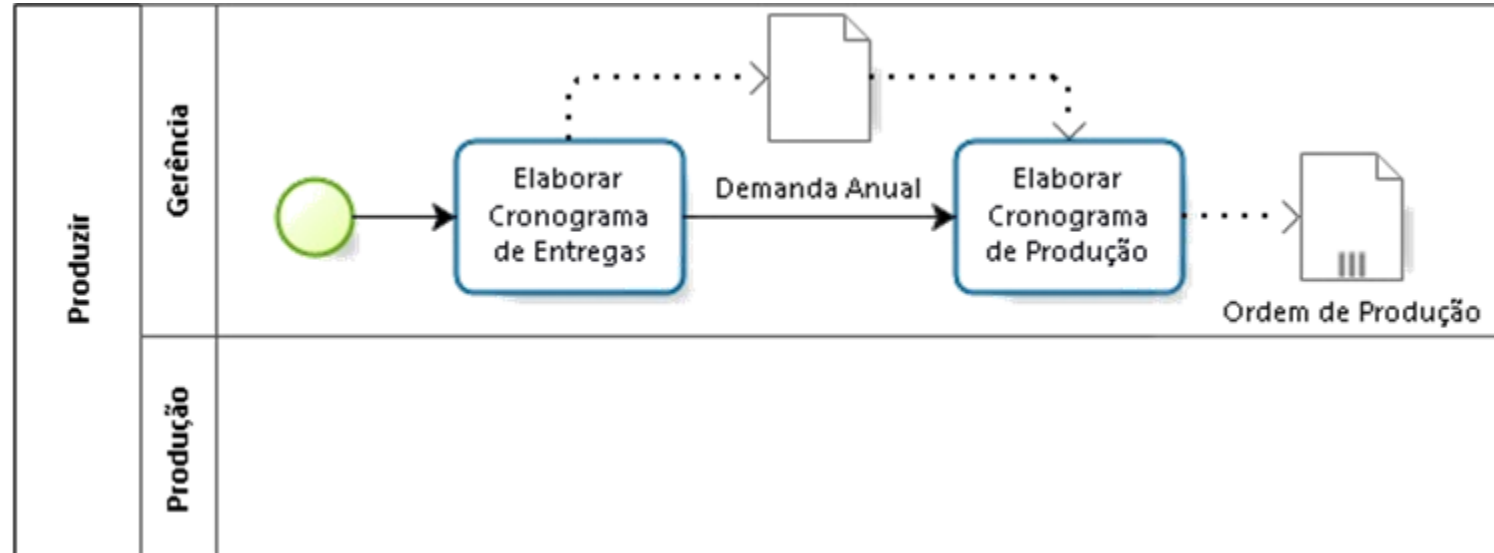 Produzir
Gerência
Elaborar
Cronograma
de Entregas
Demanda Anual
Elaborar
Cronograma
de Produção
Ordem de Produção
Produção